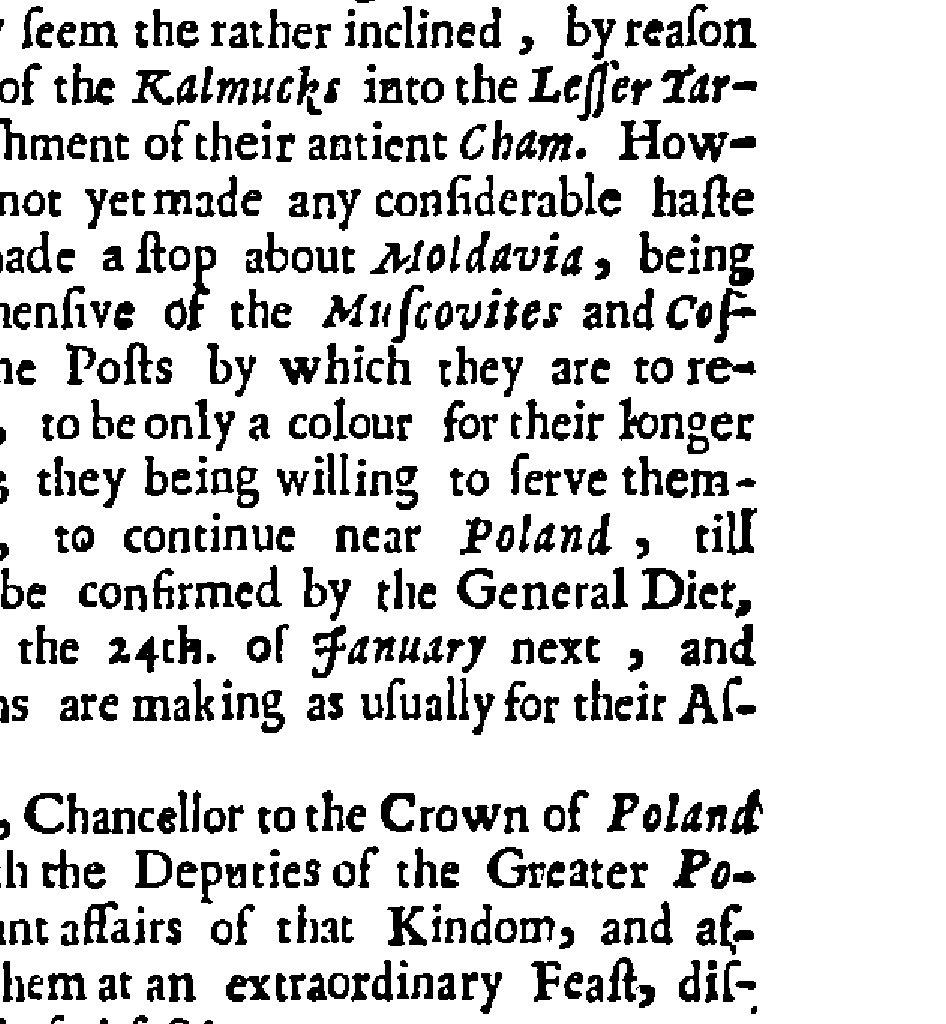 ſeem the rather inclined , by reaſon
of the Kalmucks into the Leſſer Tar-
hment of their antient Cham. How-
not yet made any conſiderable haſte
ade a ſtop about Moldavia, being
henſive of the Muſcovites and Coſ-
he Poſts by which they are to re-
, to be only a colour for their longer
; they being willing to ſerve them-
, to continue near Poland , till
be confirmed by the General Diet,
the 24th. of January next , and
ns are making as uſually for their Aſ-
, Chancellor to the Crown of Poland
h the Deputies of the Greater Po-
nt affairs of that Kindom, and af-
hem at an extraordinary Feaſt, diſ-